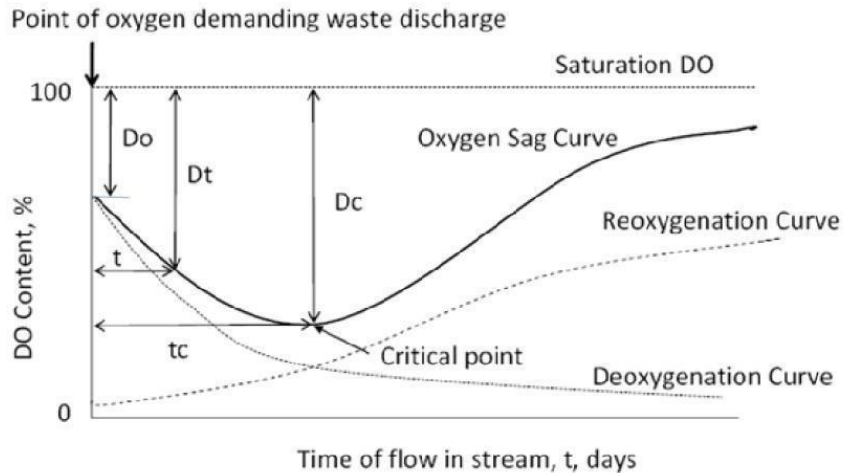 Point of oxygen demanding waste discharge
Saturation DO
100
Do
Oxygen Sag Curve
Dt
Dc
Reoxygenation Curve
t
DO Content, %
tc
Critical point
Deoxygenation Curve
0
Time of flow in stream, t, days